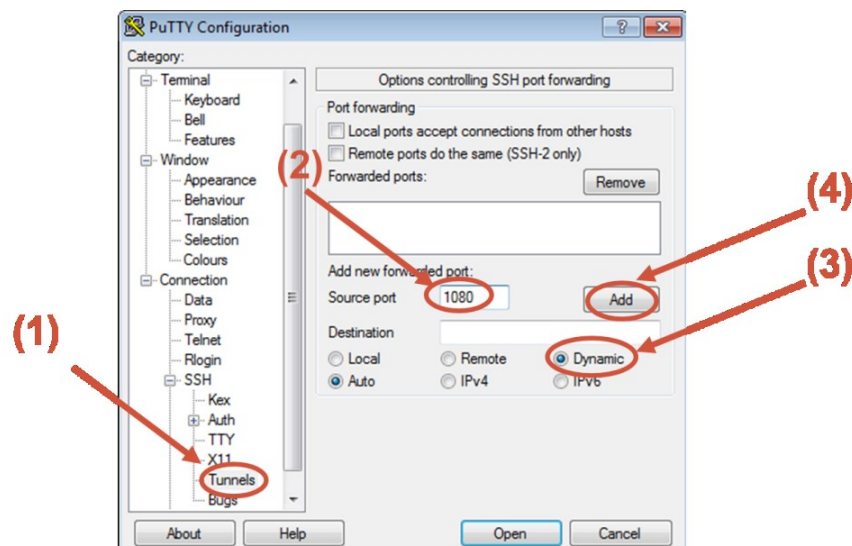 PuTTY Configuration
Category:
Terminal
Keyboard
Bell
Features
Window
Appearance
Behaviour
Translation
Selection
Colours
Connection
Data
Proxy
Telnet
Rlogin
SSH
Kex
Auth
TTY
X11
Tunnels
Bugs
Options controlling SSH port forwarding
Port forwarding
Local ports accept connections from other hosts
Remote ports do the same (SSH-2 only)
Forwarded ports:
Remove
Add new forwarded port:
Source port 1080 Add
Destination
Local Remote Dynamic
Auto IPv4 IPv6
About Help Open Cancel
(1)
(2)
(3)
(4)